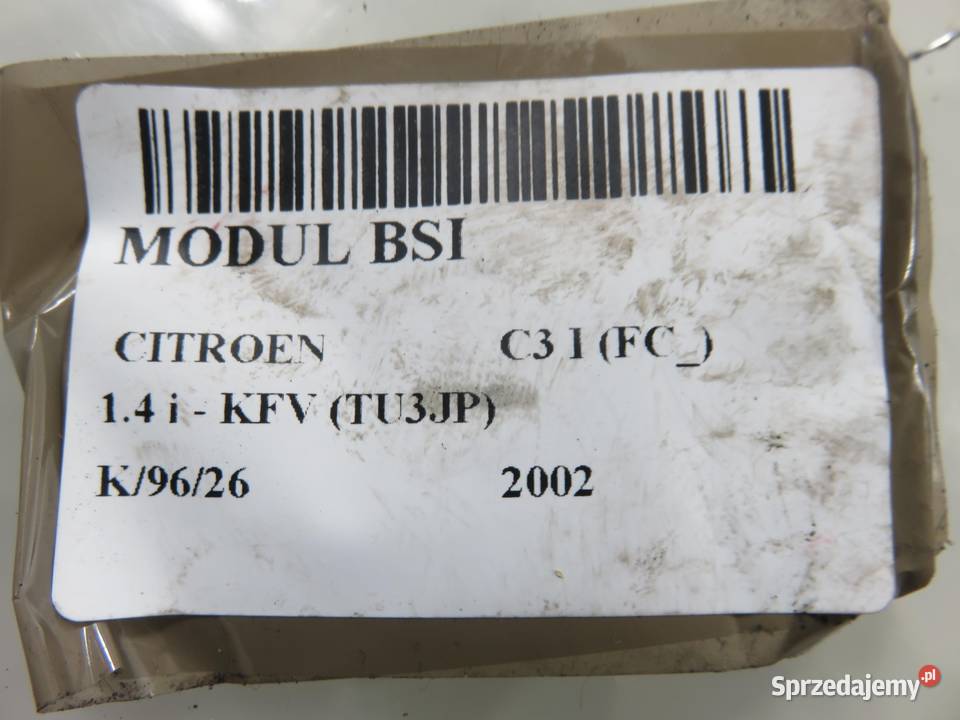 MODUL BSI
CITROEN C3 I (FC_)
1.4 i - KFV (TU3JP)
K/96/26 2002
Sprzedajemy.pl